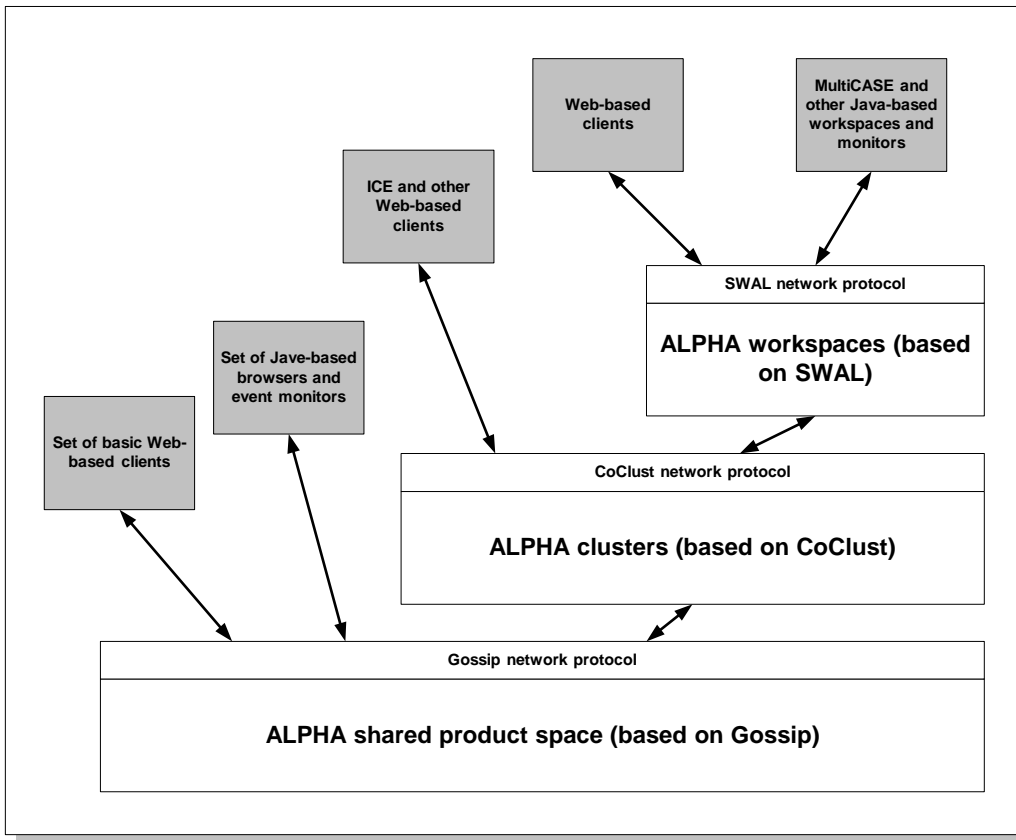 Web-based
clients
MultiCASE and
other Java-based
workspaces and
monitors
ICE and other
Web-based
clients
SWAL network protocol
ALPHA workspaces (based
on SWAL)
Set of Jave-based
browsers and
event monitors
Set of basic Web-
based clients
CoClust network protocol
ALPHA clusters (based on CoClust)
Gossip network protocol
ALPHA shared product space (based on Gossip)